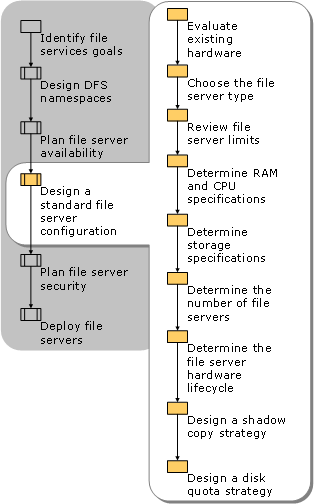 Identify file
services goals
Design DFS
namespaces
Plan file server
availability
Design a
standard file
server
configuration
Plan file server
security
Deploy file
servers
Evaluate
existing
hardware
Choose the file
server type
Review file
server limits
Determine RAM
and CPU
specifications
Determine
storage
specifications
Determine the
number of file
servers
Determine the
file server
hardware
lifecycle
Design a shadow
copy strategy
Design a disk
quota strategy